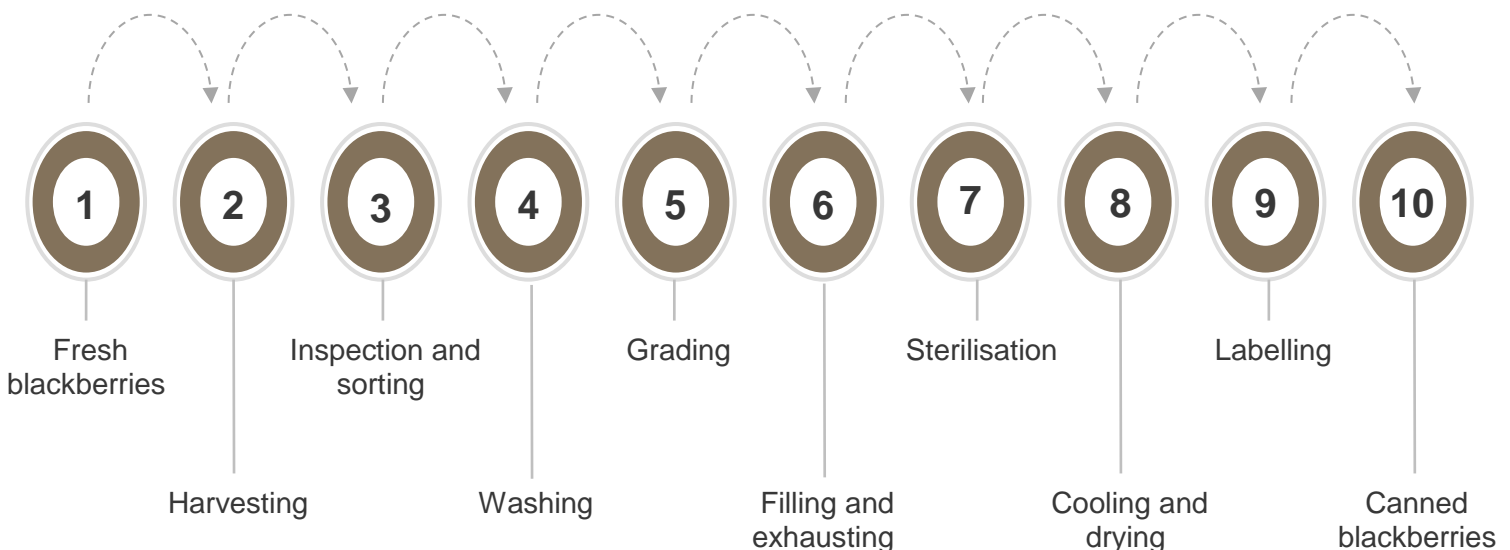 1
2
3
4
5
6
7
8
9
10
Fresh
blackberries
Harvesting
Inspection and
sorting
Washing
Grading
Filling and
exhausting
Sterilisation
Cooling and
drying
Labelling
Canned
blackberries